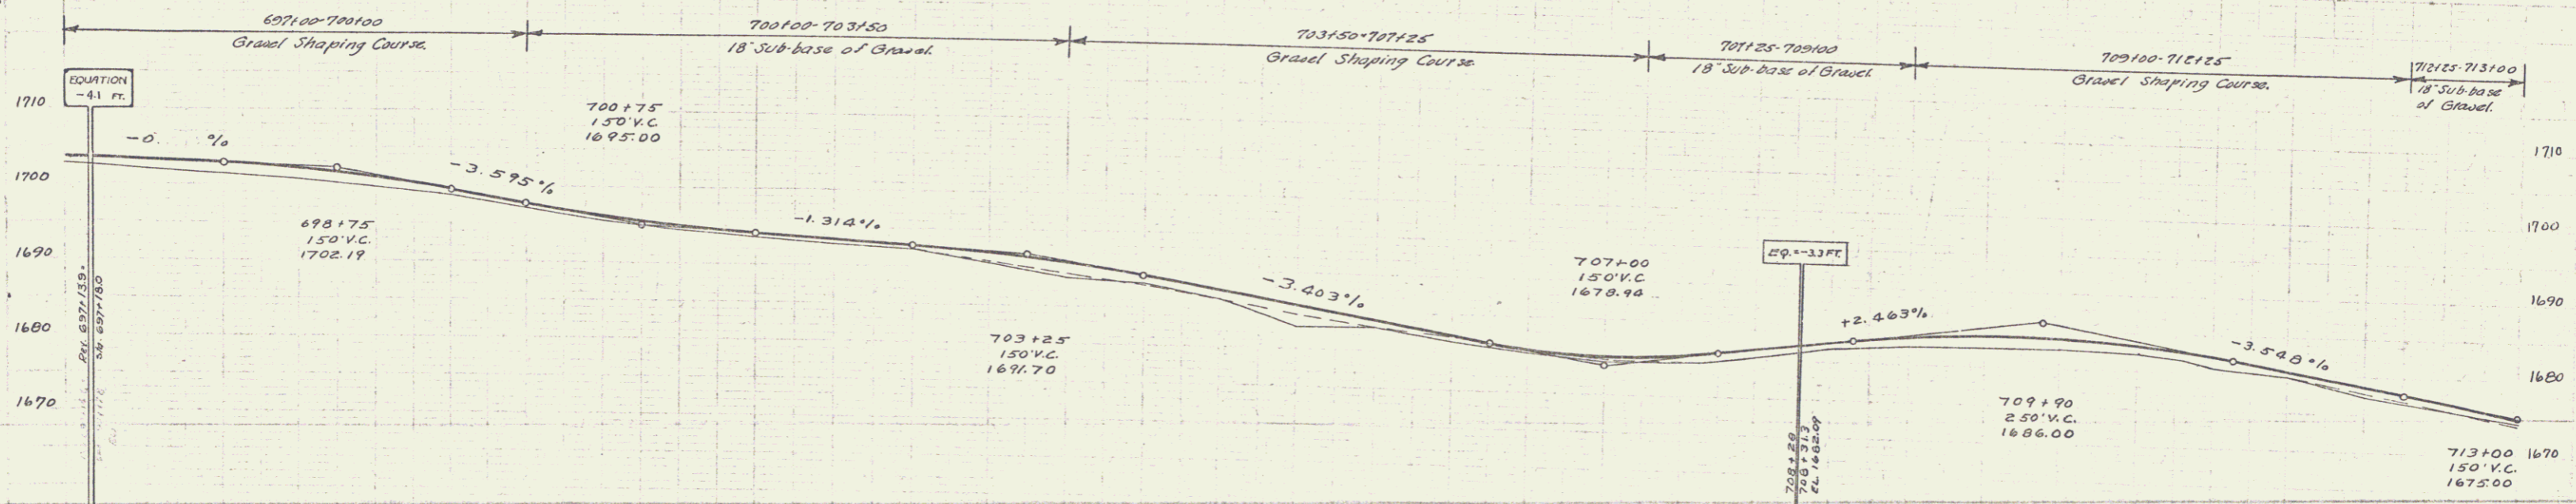 697+00-700+00
Gravel Shaping Course.
700+00-703+50
18" Sub-base of Gravel.
703+50-707+25
Gravel Shaping Course
707+25-709+00
18" Sub-base of Gravel.
709+00-712+25
Gravel Shaping Course.
712+25-713+00
18" Sub-base
of Gravel.
EQUATION
-4.1 FT.
1710
1700
1690
1680
1670
-0. %
-3.595%
-1.314%
-3.403%
+2.463%
-3.548%
700+75
150' V.C.
1695.00
698+75
150' V.C.
1702.19
703+25
150' V.C.
1691.70
707+00
150' V.C
1678.94
EQ.=-3.3 FT.
709+90
250' V.C.
1686.00
713+00
150' V.C.
1675.00
697+13.9=
Sta. 697+18.0
708+28
708+31.3
EL. 1682.09
1710
1700
1690
1680
1670